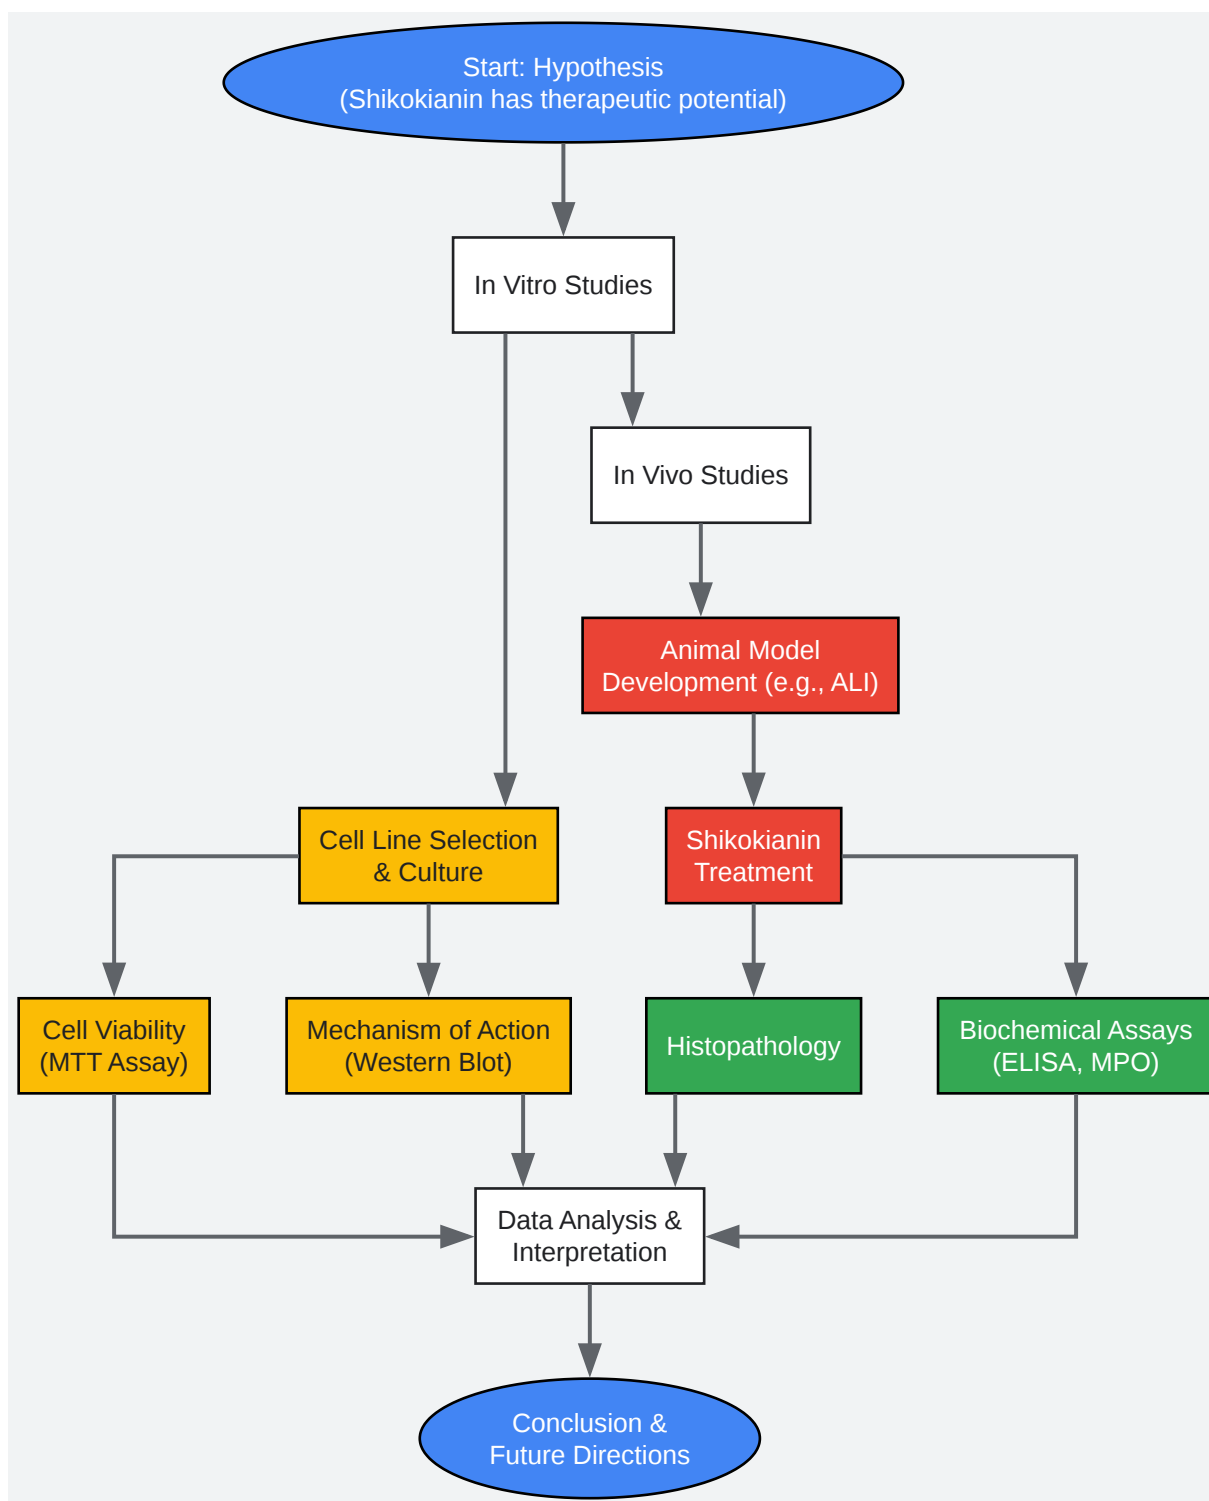 Start: Hypothesis
(Shikokianin has therapeutic potential)
In Vitro Studies
In Vivo Studies
Animal Model
Development (e.g., ALI)
Cell Line Selection
& Culture
Shikokianin
Treatment
Cell Viability
(MTT Assay)
Mechanism of Action
(Western Blot)
Histopathology
Biochemical Assays
(ELISA, MPO)
Data Analysis &
Interpretation
Conclusion &
Future Directions